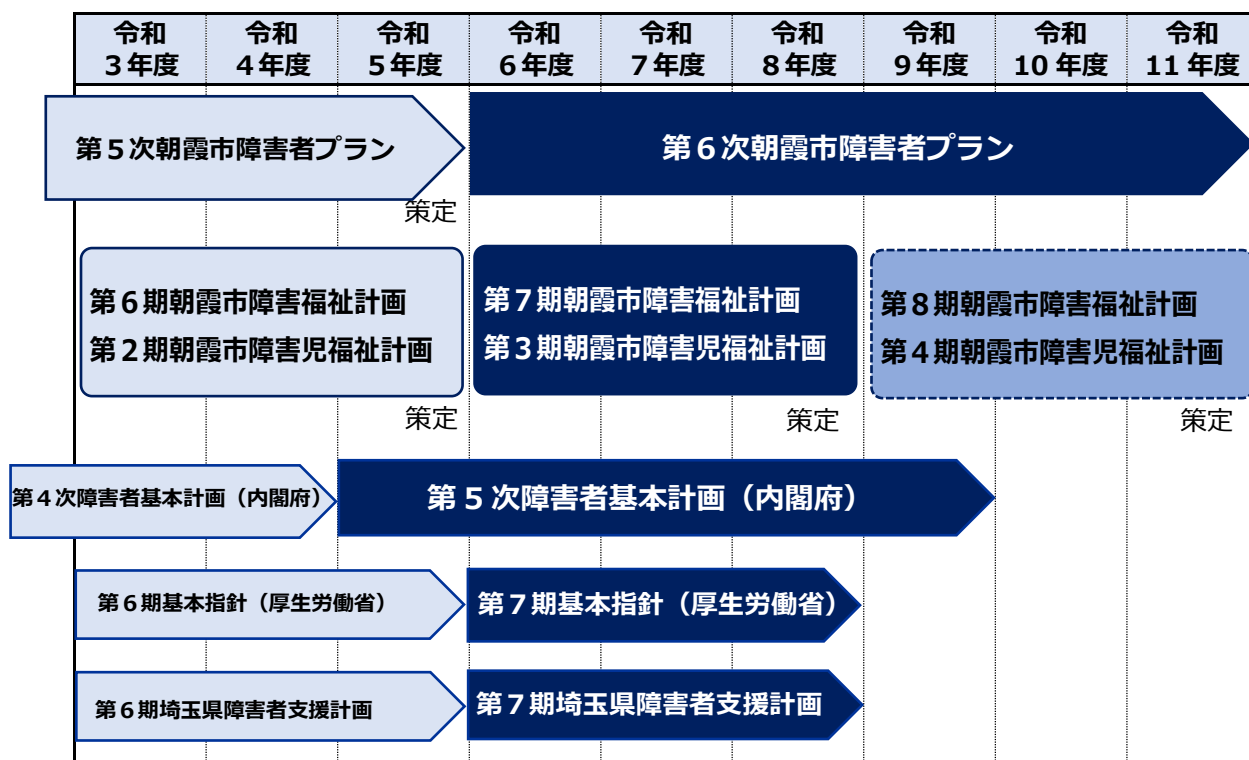 令和 令和 令和 令和 令和 令和 令和 令和 令和
3年度 4年度 5年度 6年度 7年度 8年度 9年度 10年度 11年度
第5次朝霞市障害者プラン 第6次朝霞市障害者プラン
策定
第6期朝霞市障害福祉計画 第7期朝霞市障害福祉計画 第8期朝霞市障害福祉計画
第2期朝霞市障害児福祉計画 第3期朝霞市障害児福祉計画 第4期朝霞市障害児福祉計画
策定 策定 策定
第4次障害者基本計画（内閣府） 第5次障害者基本計画（内閣府）
第6期基本指針（厚生労働省） 第7期基本指針（厚生労働省）
第6期埼玉県障害者支援計画 第7期埼玉県障害者支援計画